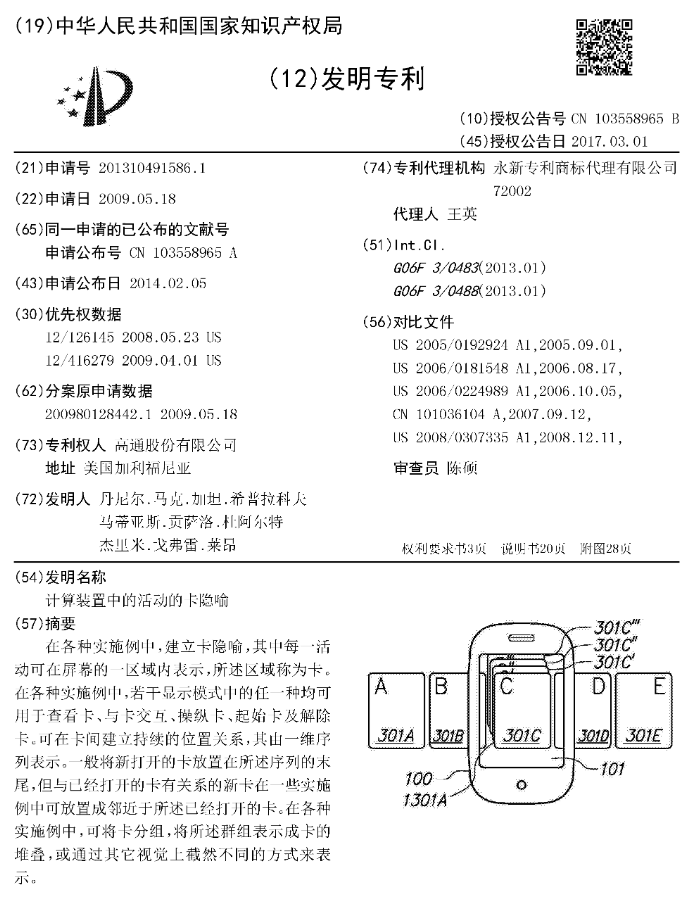 (19)中华人民共和国国家知识产权局
(12)发明专利
(10)授权公告号 CN 103558965 B
(45)授权公告日 2017.03.01
(21)申请号 201310491586.1
(22)申请日 2009.05.18
(65)同一申请的已公布的文献号
申请公布号 CN 103558965 A
(43)申请公布日 2014.02.05
(30)优先权数据
12/126145 2008.05.23 US
12/416279 2009.04.01 US
(62)分案原申请数据
200980128442.1 2009.05.18
(73)专利权人 高通股份有限公司
地址 美国加利福尼亚
(72)发明人 丹尼尔.马克.加坦.希普拉科夫
马蒂亚斯.贡萨洛.杜阿尔特
杰里米.戈弗雷.莱昂
(74)专利代理机构 永新专利商标代理有限公司
72002
代理人 王英
(51)Int.Cl.
G06F 3/0483(2013.01)
G06F 3/0488(2013.01)
(56)对比文件
US 2005/0192924 A1,2005.09.01,
US 2006/0181548 A1,2006.08.17,
US 2006/0224989 A1,2006.10.05,
CN 101036104 A,2007.09.12,
US 2008/0307335 A1,2008.12.11,
审查员 陈硕
权利要求书3页 说明书20页 附图28页
(54)发明名称
计算装置中的活动的卡隐喻
(57)摘要
在各种实施例中,建立卡隐喻,其中每一活
动可在屏幕的一区域内表示,所述区域称为卡。
在各种实施例中,若干显示模式中的任一种均可
用于查看卡、与卡交互、操纵卡、起始卡及解除
卡。可在卡间建立持续的位置关系,其由一维序
列表示。一般将新打开的卡放置在所述序列的末
尾,但与已经打开的卡有关系的新卡在一些实施
例中可放置成邻近于所述已经打开的卡。在各种
实施例中,可将卡分组,将所述群组表示成卡的
堆叠,或通过其它视觉上截然不同的方式来表
示。
301C'''
301C''
301C'
A B C D E
301A 301B 301C 301D 301E
100
101
1301A